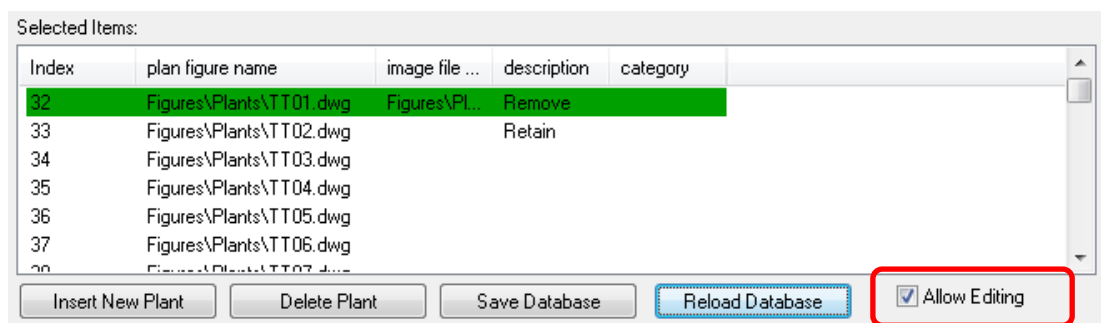 Selected Items:
Index plan figure name image file ... description category
32 Figures\Plants\TT01.dwg Figures\Pl... Remove
33 Figures\Plants\TT02.dwg Retain
34 Figures\Plants\TT03.dwg
35 Figures\Plants\TT04.dwg
36 Figures\Plants\TT05.dwg
37 Figures\Plants\TT06.dwg
Insert New Plant Delete Plant Save Database Reload Database Allow Editing